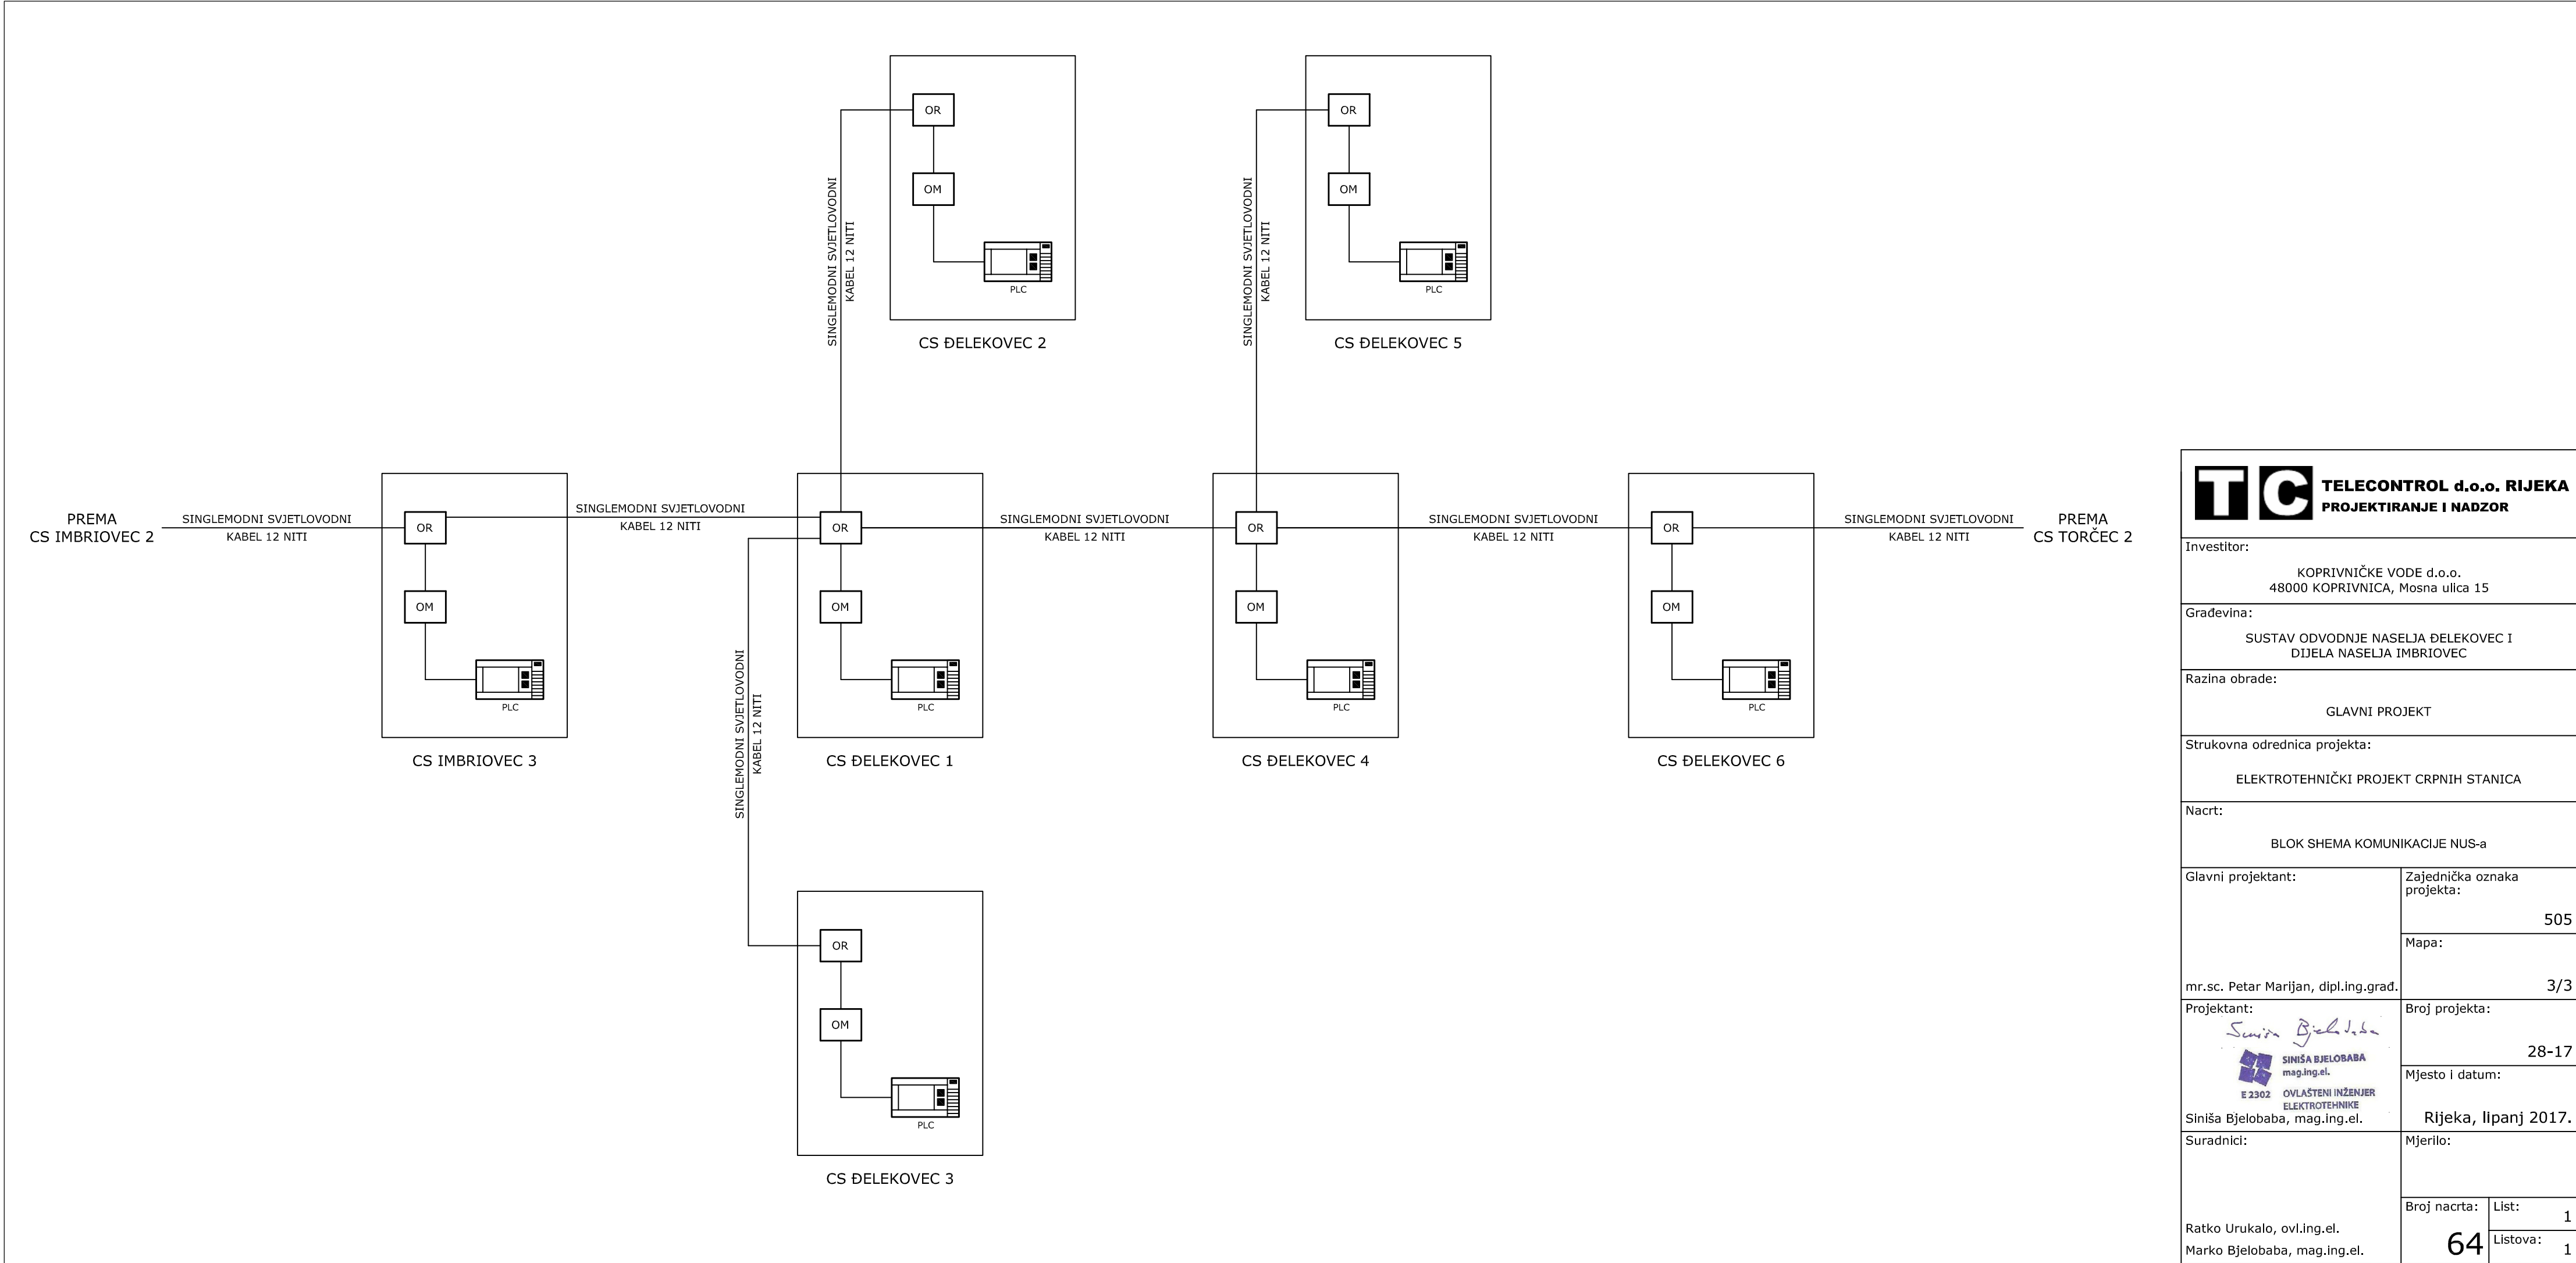 OR
OM
PLC
CS ĐELEKOVEC 2
SINGLEMODNI SVJETLOVODNI
KABEL 12 NITI
OR
OM
PLC
CS ĐELEKOVEC 5
SINGLEMODNI SVJETLOVODNI
KABEL 12 NITI
PREMA
CS IMBRIOVEC 2
SINGLEMODNI SVJETLOVODNI
KABEL 12 NITI
OR
OM
PLC
CS IMBRIOVEC 3
SINGLEMODNI SVJETLOVODNI
KABEL 12 NITI
OR
OM
PLC
CS ĐELEKOVEC 1
SINGLEMODNI SVJETLOVODNI
KABEL 12 NITI
OR
OM
PLC
CS ĐELEKOVEC 4
SINGLEMODNI SVJETLOVODNI
KABEL 12 NITI
OR
OM
PLC
CS ĐELEKOVEC 6
SINGLEMODNI SVJETLOVODNI
KABEL 12 NITI
PREMA
CS TORČEC 2
SINGLEMODNI SVJETLOVODNI
KABEL 12 NITI
OR
OM
PLC
CS ĐELEKOVEC 3
TC
TELECONTROL d.o.o. RIJEKA
PROJEKTIRANJE I NADZOR
Investitor:
KOPRIVNIČKE VODE d.o.o.
48000 KOPRIVNICA, Mosna ulica 15
Građevina:
SUSTAV ODVODNJE NASELJA ĐELEKOVEC I
DIJELA NASELJA IMBRIOVEC
Razina obrade:
GLAVNI PROJEKT
Strukovna odrednica projekta:
ELEKTROTEHNIČKI PROJEKT CRPNIH STANICA
Nacrt:
BLOK SHEMA KOMUNIKACIJE NUS-a
Glavni projektant:
mr.sc. Petar Marijan, dipl.ing.građ.
Zajednička oznaka
projekta:
505
Mapa:
3/3
Projektant:
Siniša Bjelobaba
SINIŠA BJELOBABA
mag.ing.el.
E 2302 OVLAŠTENI INŽENJER
ELEKTROTEHNIKE
Siniša Bjelobaba, mag.ing.el.
Broj projekta:
28-17
Mjesto i datum:
Rijeka, lipanj 2017.
Suradnici:
Ratko Urukalo, ovl.ing.el.
Marko Bjelobaba, mag.ing.el.
Mjerilo:
Broj nacrta:
64
List:
1
Listova:
1